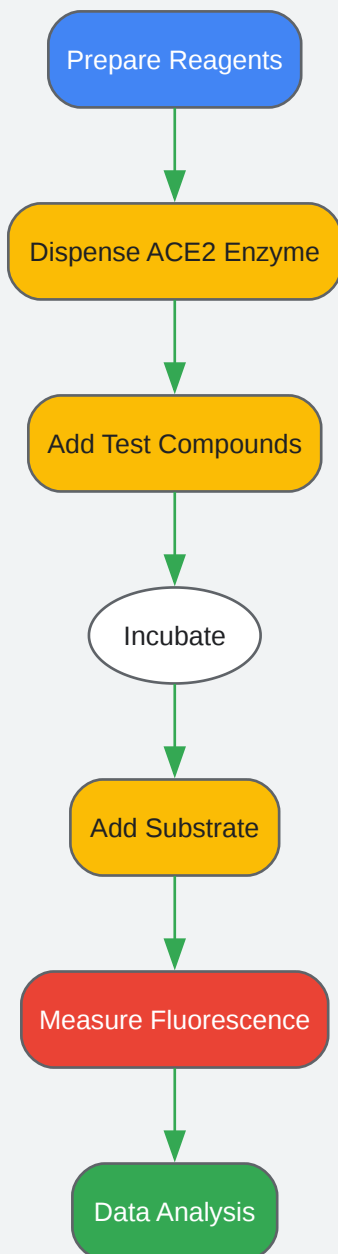 Prepare Reagents
Dispense ACE2 Enzyme
Add Test Compounds
Incubate
Add Substrate
Measure Fluorescence
Data Analysis